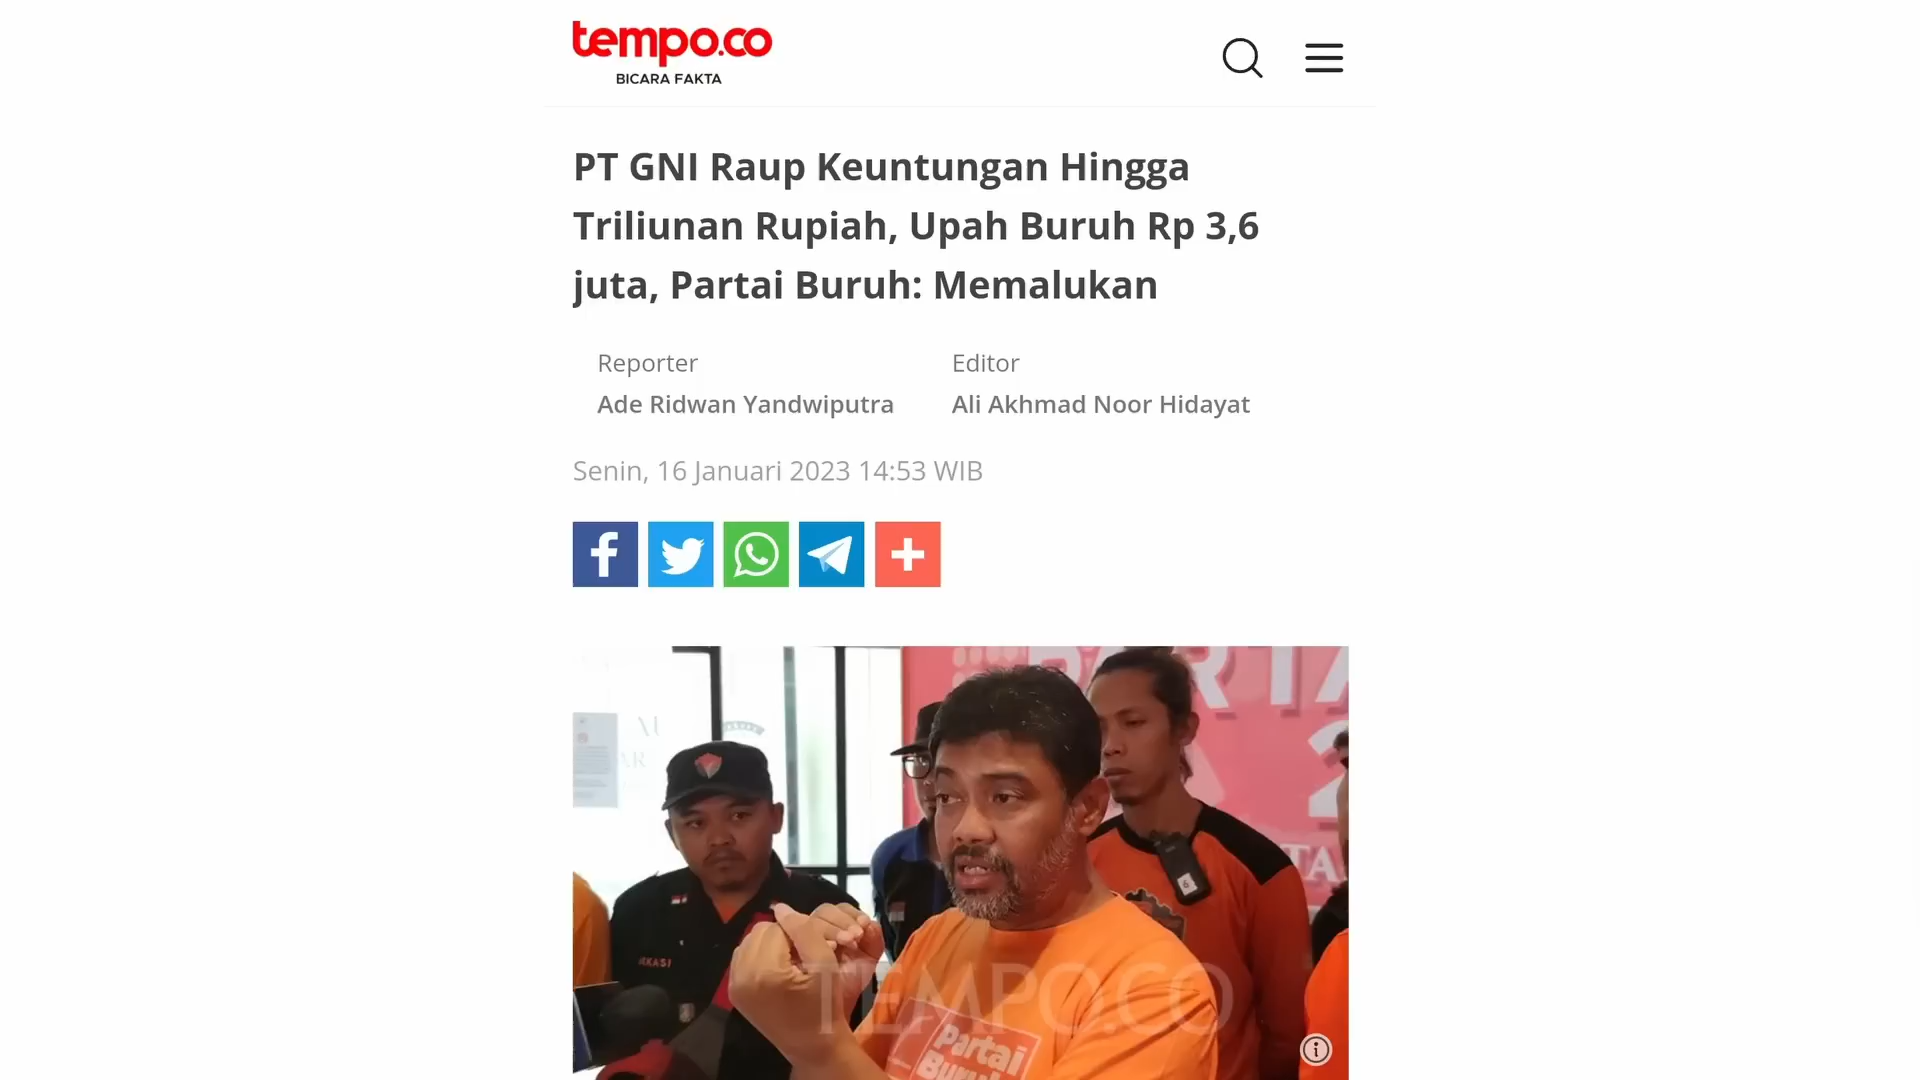 tempo.co
BICARA FAKTA
PT GNI Raup Keuntungan Hingga
Triliunan Rupiah, Upah Buruh Rp 3,6
juta, Partai Buruh: Memalukan
Reporter
Editor
Ade Ridwan Yandwiputra
Ali Akhmad Noor Hidayat
Senin, 16 Januari 2023 14:53 WIB
BEKASI
TEMPO.CO
Partai
Buruh